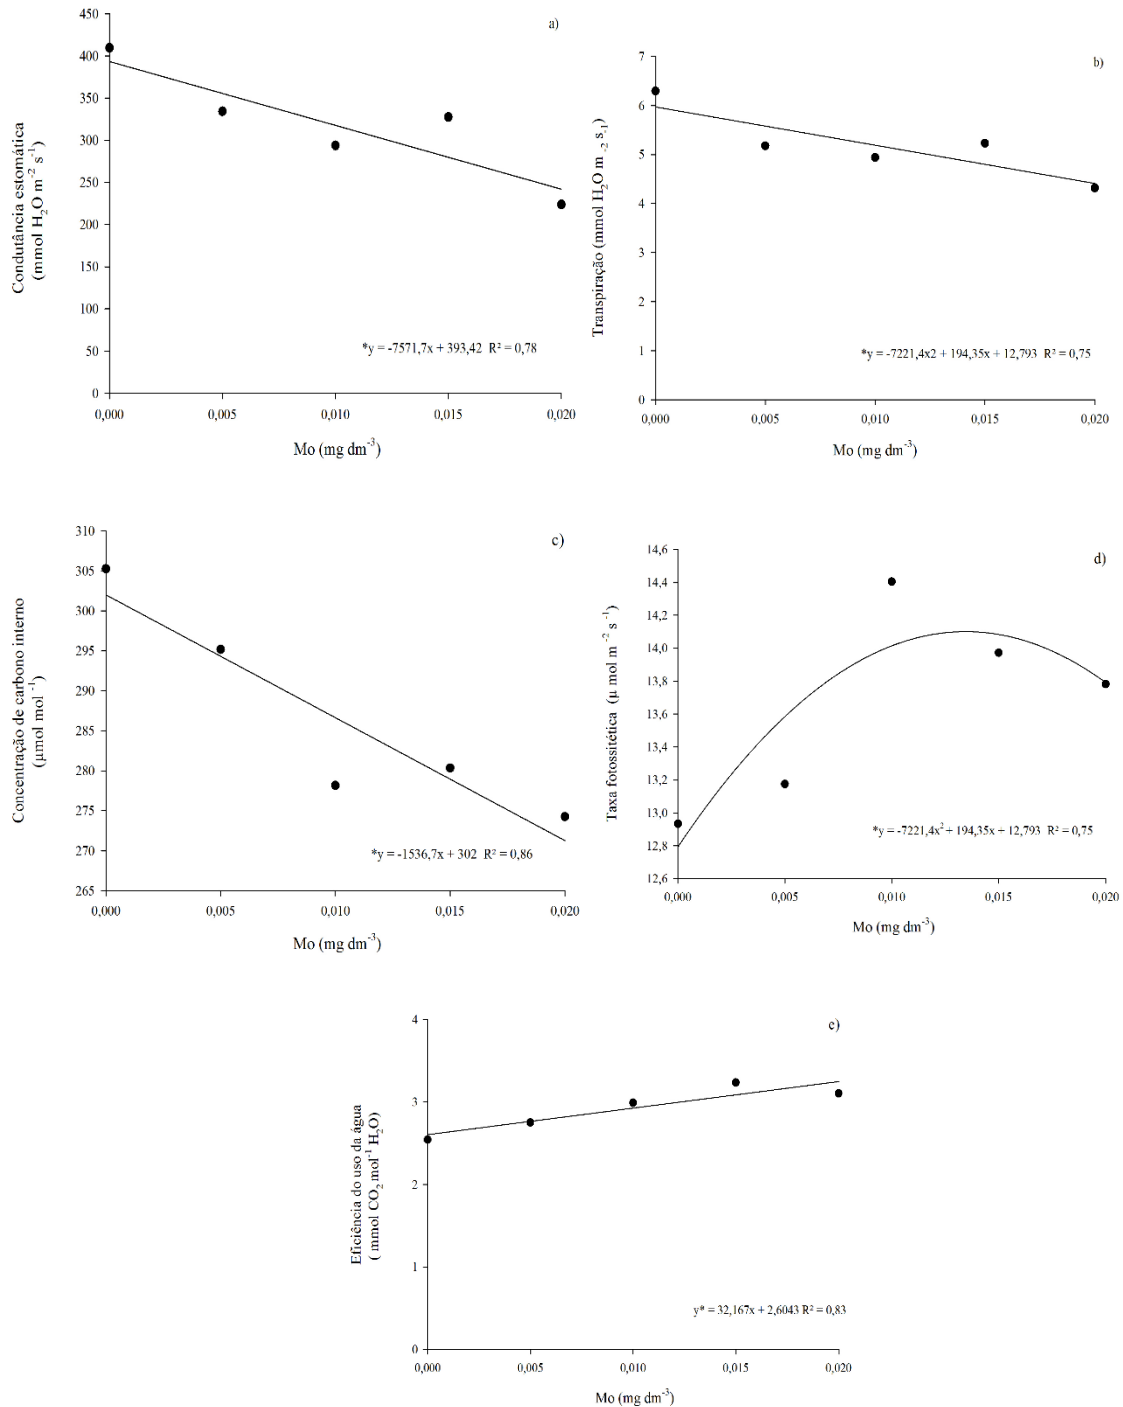 a)
450
400
350
300
250
200
150
100
50
0
Condutância estomática
(mmol H₂O m⁻² s⁻¹)
*y = -7571,7x + 393,42 R² = 0,78
0,000 0,005 0,010 0,015 0,020
Mo (mg dm⁻³)
b)
7
6
5
4
3
2
1
0
Transpiração (mmol H₂O m₋₂ s₋₁)
*y = -7221,4x2 + 194,35x + 12,793 R² = 0,75
0,000 0,005 0,010 0,015 0,020
Mo (mg dm⁻³)
c)
310
305
300
295
290
285
280
275
270
265
Concentração de carbono interno
(µmol mol ⁻¹)
*y = -1536,7x + 302 R² = 0,86
0,000 0,005 0,010 0,015 0,020
Mo (mg dm⁻³)
d)
14,6
14,4
14,2
14,0
13,8
13,6
13,4
13,2
13,0
12,8
12,6
Taxa fotossitética (µ mol m ⁻² s ⁻¹)
*y = -7221,4x² + 194,35x + 12,793 R² = 0,75
0,000 0,005 0,010 0,015 0,020
Mo (mg dm⁻³)
e)
4
3
2
1
0
Eficiência do uso da água
( mmol CO₂ mol⁻¹ H₂O)
y* = 32,167x + 2,6043 R² = 0,83
0,000 0,005 0,010 0,015 0,020
Mo (mg dm⁻³)